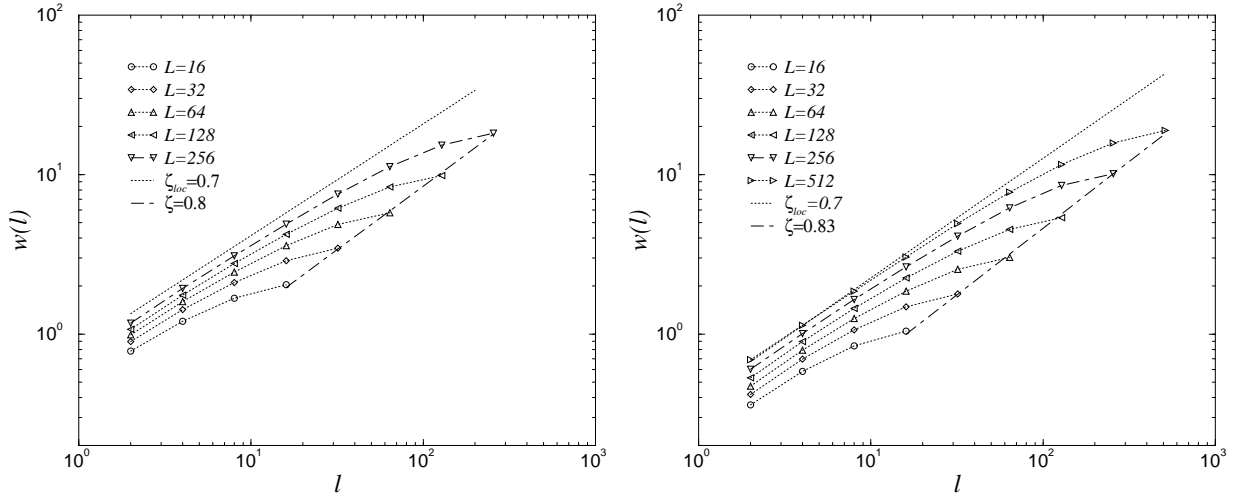 10²
L=16
L=32
L=64
L=128
L=256
ζloc=0.7
ζ=0.8
10¹
w(l)
10⁰
10⁰ 10¹ 10² 10³
l
10²
L=16
L=32
L=64
L=128
L=256
L=512
ζloc=0.7
ζ=0.83
10¹
w(l)
10⁰
10⁰ 10¹ 10² 10³
l